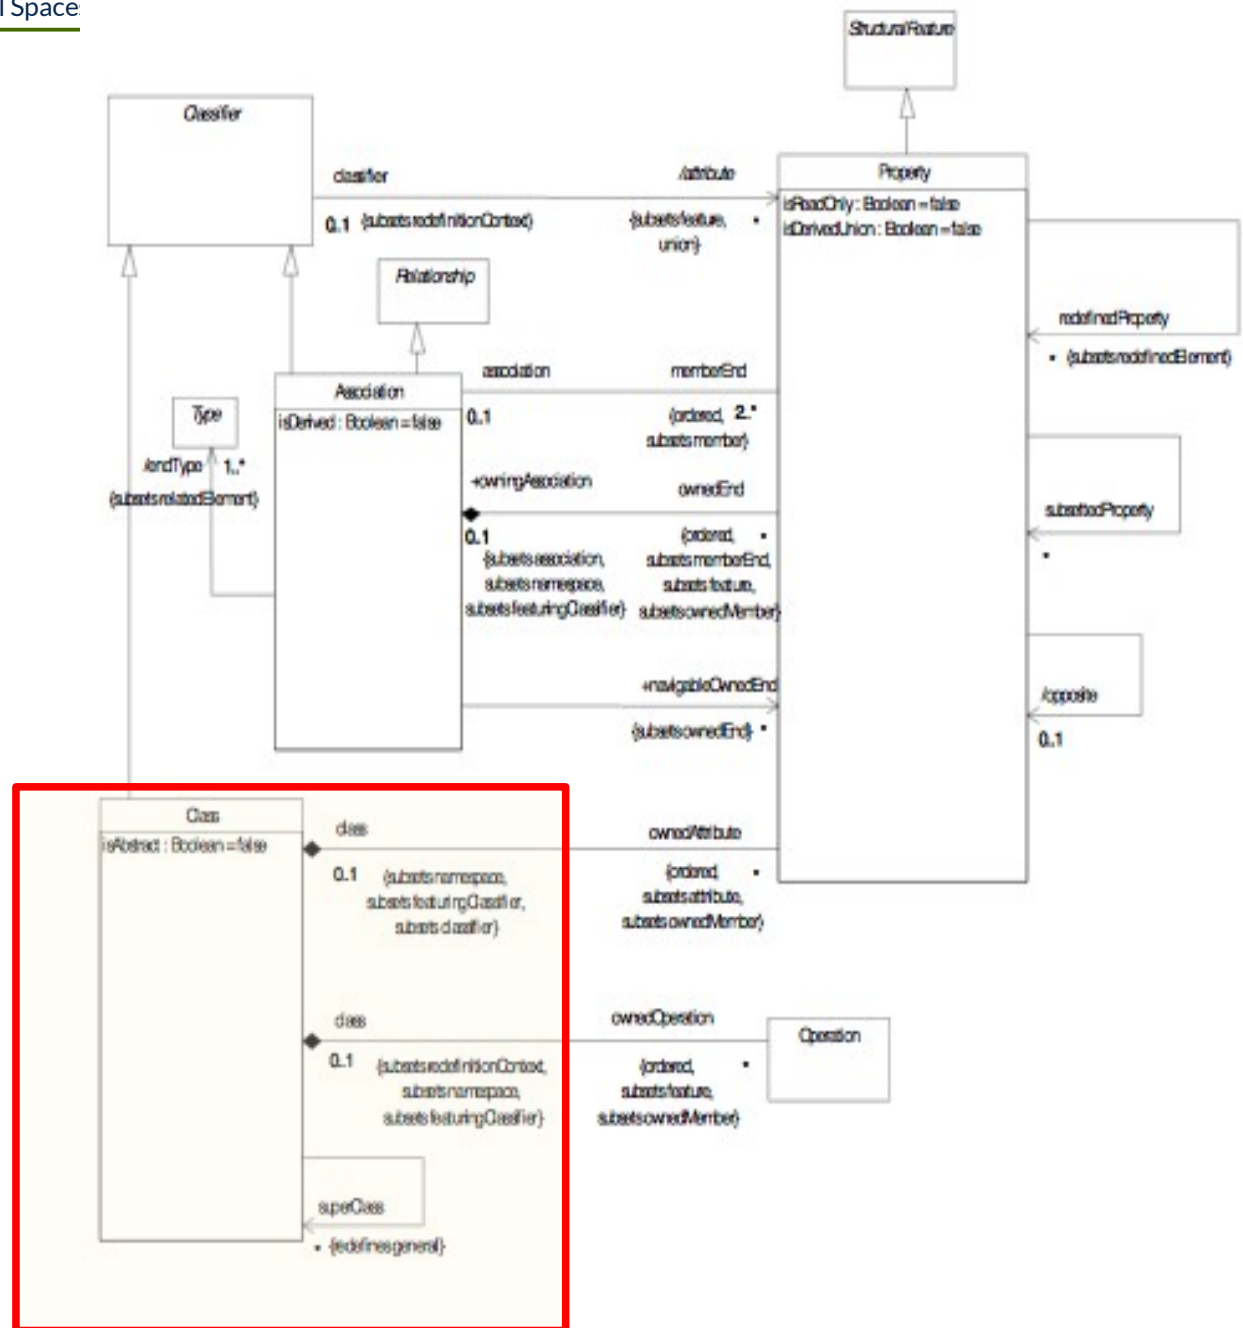 l Space
StructuralFeature
Classifier
Property
isReadOnly : Boolean = false
isDerivedUnion : Boolean = false
classifier
/attribute
0..1 {subsets redefinitionContext}
{subsets feature, *
union}
Relationship
redefinedProperty
* {subsets redefinedElement}
association
memberEnd
Association
isDerived : Boolean = false
0..1
{ordered, 2..*
subsets member}
Type
/endType 1..*
{subsets relatedElement}
+owningAssociation
ownedEnd
0..1
{subsets association,
subsets namespace,
subsets featuringClassifier}
{ordered, *
subsets memberEnd,
subsets feature,
subsets ownedMember}
subsettedProperty
*
+navigableOwnedEnd
{subsets ownedEnd} *
/opposite
0..1
Class
isAbstract : Boolean = false
class
ownedAttribute
0..1 {subsets namespace,
subsets featuringClassifier,
subsets classifier}
{ordered, *
subsets attribute,
subsets ownedMember}
class
ownedOperation
Operation
0..1 {subsets redefinitionContext,
subsets namespace,
subsets featuringClassifier}
{ordered, *
subsets feature,
subsets ownedMember}
superClass
* {redefines general}